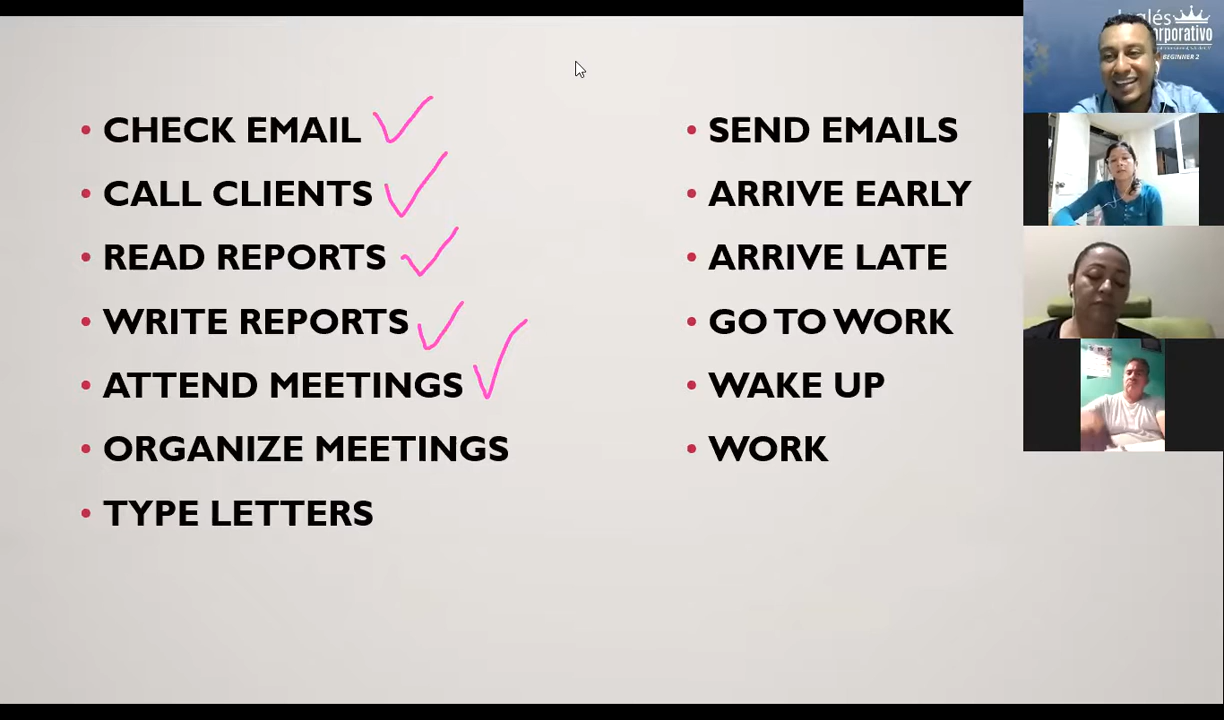 CHECK EMAIL
CALL CLIENTS
READ REPORTS
WRITE REPORTS
ATTEND MEETINGS
ORGANIZE MEETINGS
TYPE LETTERS
SEND EMAILS
ARRIVE EARLY
ARRIVE LATE
GO TO WORK
WAKE UP
WORK
BEGINNER 2